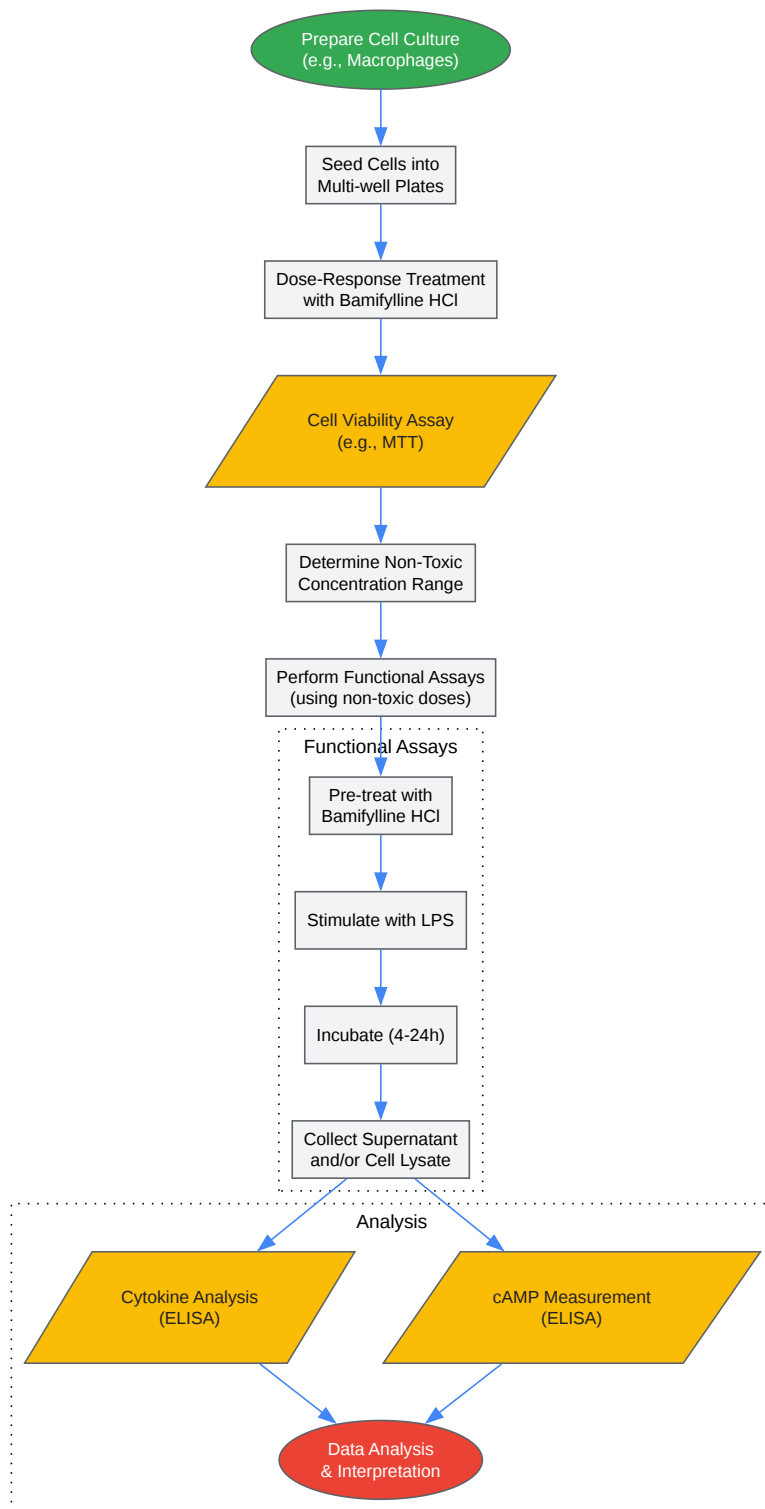 Prepare Cell Culture
(e.g., Macrophages)
Seed Cells into
Multi-well Plates
Dose-Response Treatment
with Bamifylline HCl
Cell Viability Assay
(e.g., MTT)
Determine Non-Toxic
Concentration Range
Perform Functional Assays
(using non-toxic doses)
Functional Assays
Pre-treat with
Bamifylline HCl
Stimulate with LPS
Incubate (4-24h)
Collect Supernatant
and/or Cell Lysate
Analysis
Cytokine Analysis
(ELISA)
cAMP Measurement
(ELISA)
Data Analysis
& Interpretation